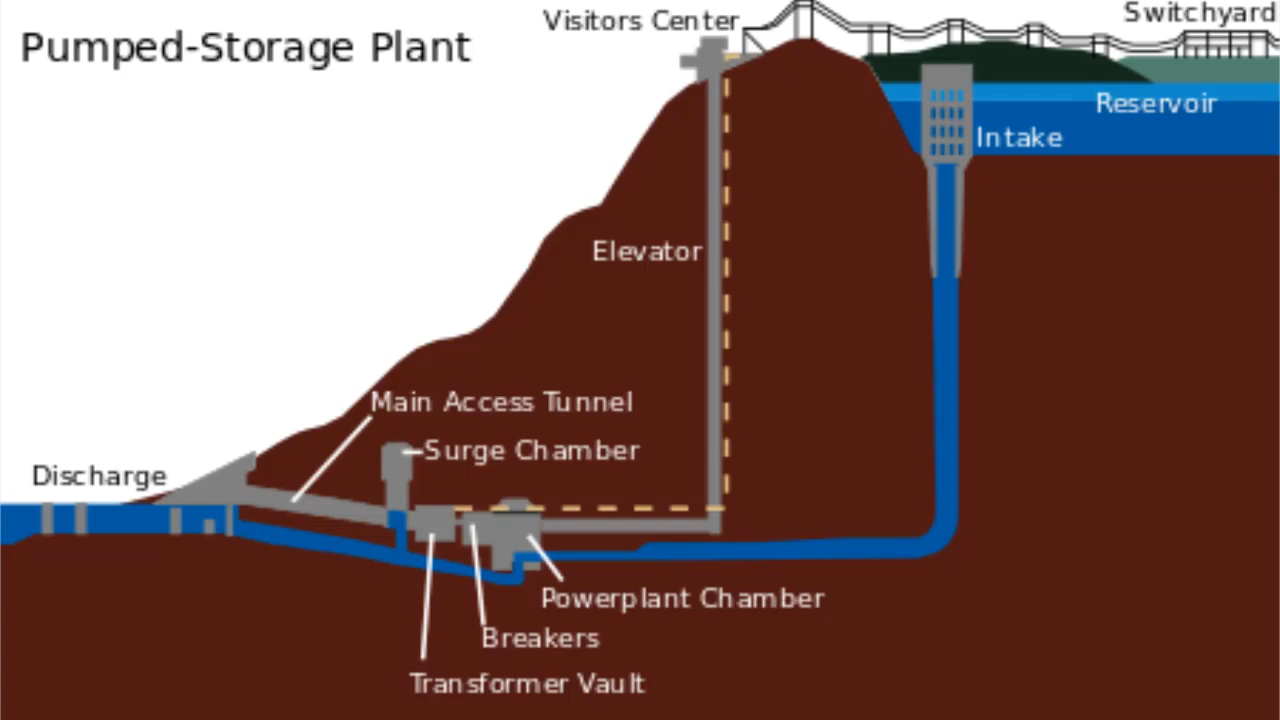 Switchyard
Visitors Center
Pumped-Storage Plant
Reservoir
Intake
Elevator
Main Access Tunnel
Surge Chamber
Discharge
Powerplant Chamber
Breakers
Transformer Vault